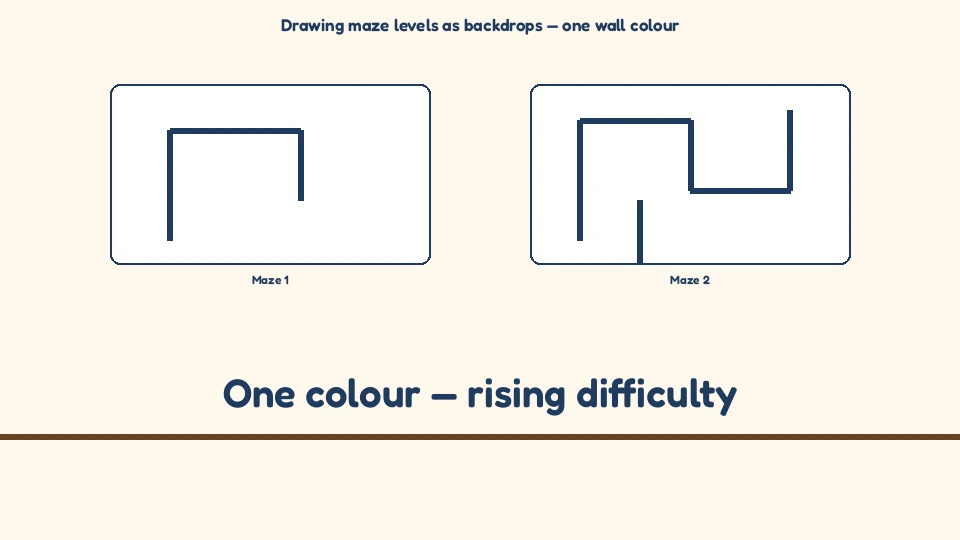 Drawing maze levels as backdrops — one wall colour
Maze 1
Maze 2
One colour — rising difficulty